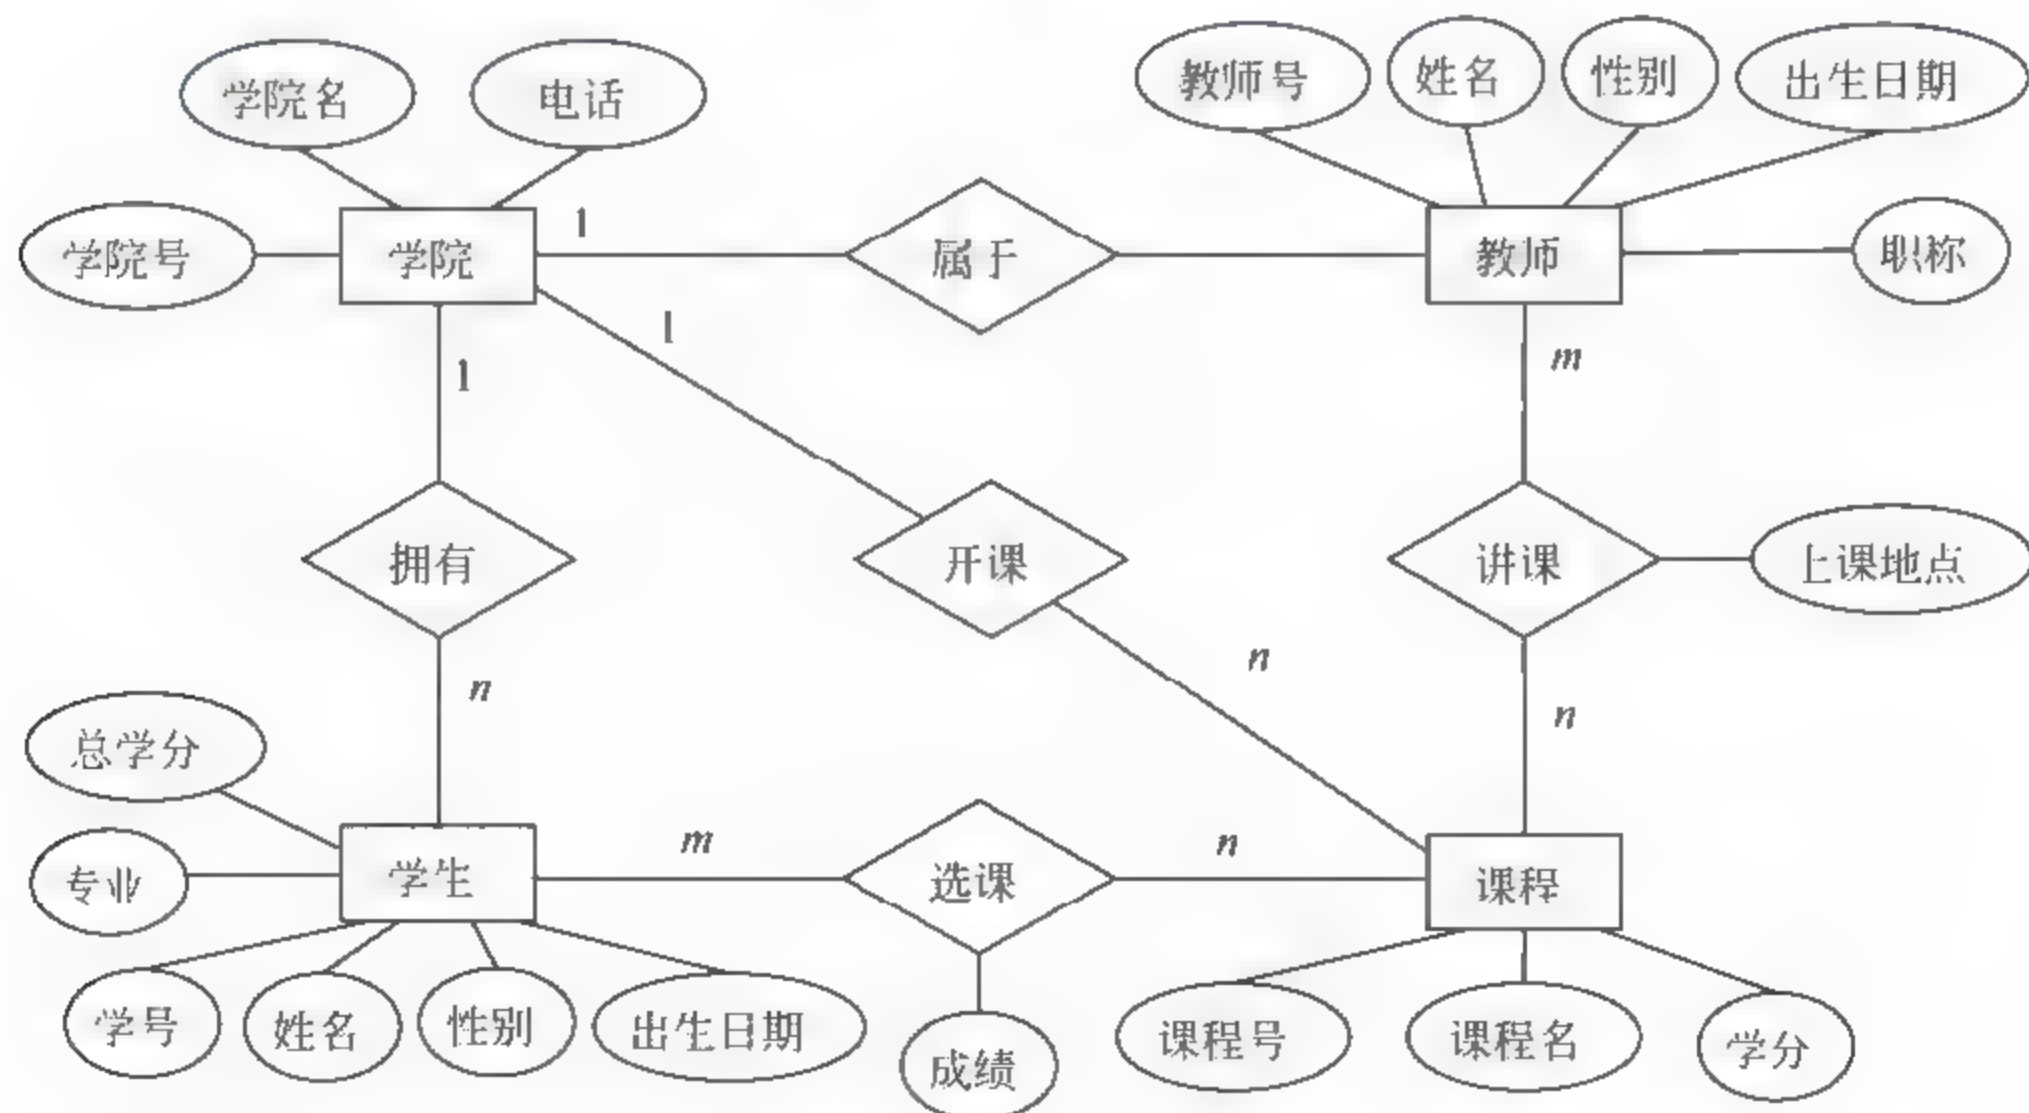 学院名 电话 教师号 姓名 性别 出生日期
学院号 学院 1 属于 教师 职称
1 1 m
拥有 开课 讲课 上课地点
n n n
总学分
专业 学生 m 选课 n 课程
学号 姓名 性别 出生日期 成绩 课程号 课程名 学分